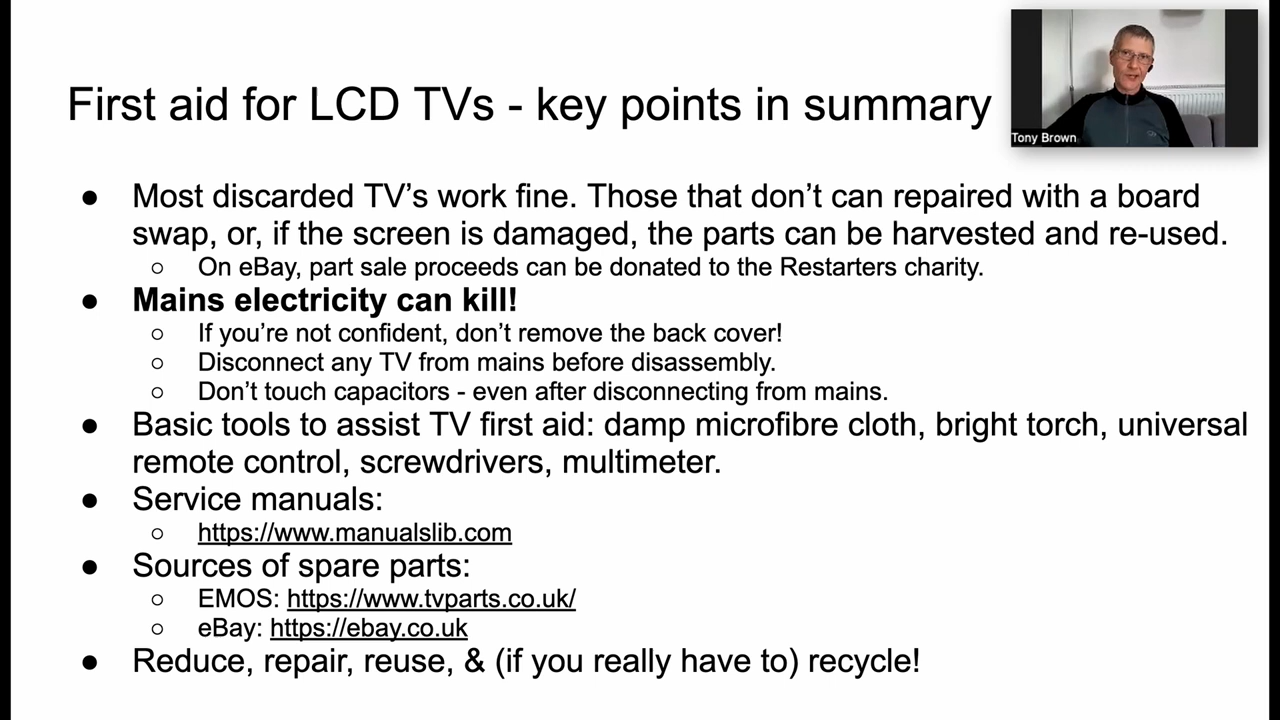 First aid for LCD TVs - key points in summary
Tony Brown
● Most discarded TV’s work fine. Those that don’t can repaired with a board
swap, or, if the screen is damaged, the parts can be harvested and re-used.
○ On eBay, part sale proceeds can be donated to the Restarters charity.
● Mains electricity can kill!
○ If you’re not confident, don’t remove the back cover!
○ Disconnect any TV from mains before disassembly.
○ Don’t touch capacitors - even after disconnecting from mains.
● Basic tools to assist TV first aid: damp microfibre cloth, bright torch, universal
remote control, screwdrivers, multimeter.
● Service manuals:
○ https://www.manualslib.com
● Sources of spare parts:
○ EMOS: https://www.tvparts.co.uk/
○ eBay: https://ebay.co.uk
● Reduce, repair, reuse, & (if you really have to) recycle!